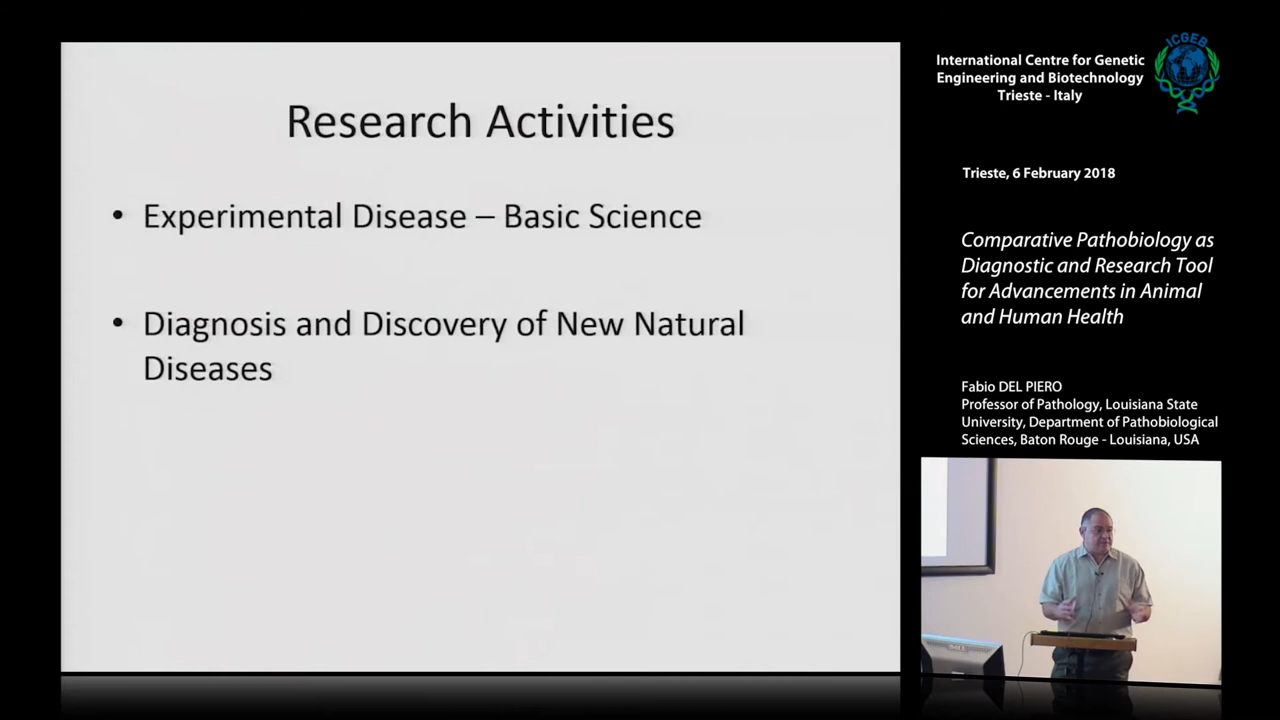 Research Activities
• Experimental Disease – Basic Science
• Diagnosis and Discovery of New Natural
Diseases
International Centre for Genetic
Engineering and Biotechnology
Trieste - Italy
ICGEB
Trieste, 6 February 2018
Comparative Pathobiology as
Diagnostic and Research Tool
for Advancements in Animal
and Human Health
Fabio DEL PIERO
Professor of Pathology, Louisiana State
University, Department of Pathobiological
Sciences, Baton Rouge - Louisiana, USA